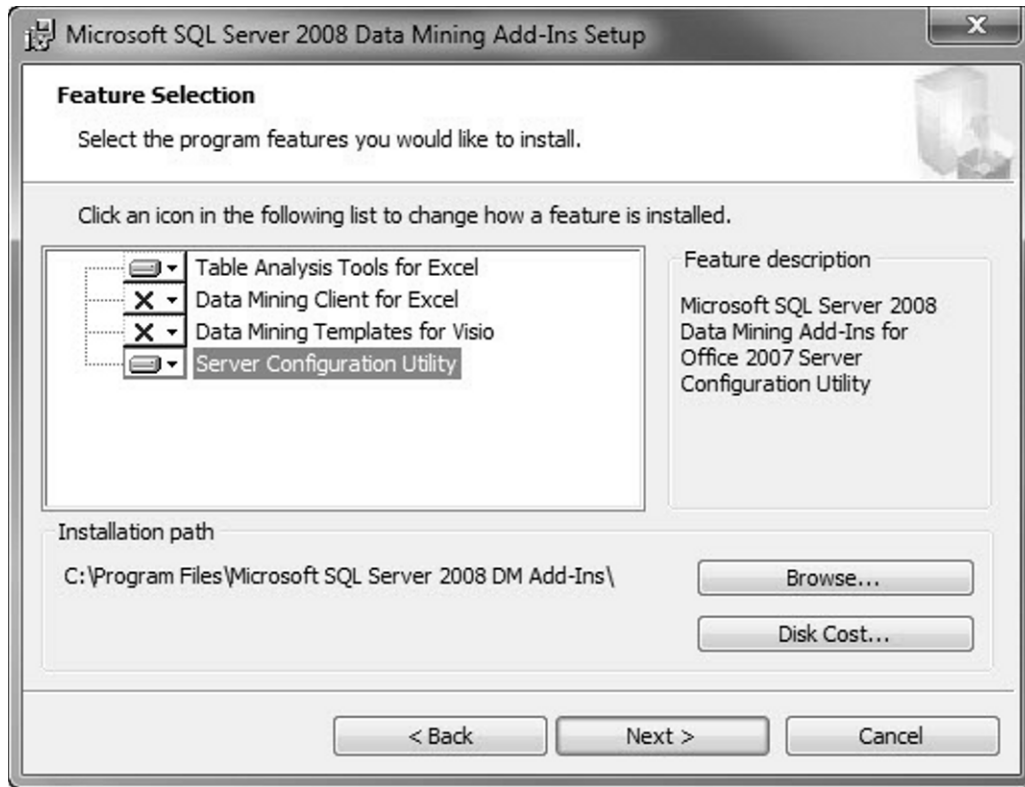 Microsoft SQL Server 2008 Data Mining Add-Ins Setup
Feature Selection
Select the program features you would like to install.
Click an icon in the following list to change how a feature is installed.
Table Analysis Tools for Excel
Data Mining Client for Excel
Data Mining Templates for Visio
Server Configuration Utility
Feature description
Microsoft SQL Server 2008
Data Mining Add-Ins for
Office 2007 Server
Configuration Utility
Installation path
C:\Program Files\Microsoft SQL Server 2008 DM Add-Ins\
Browse...
Disk Cost...
< Back
Next >
Cancel